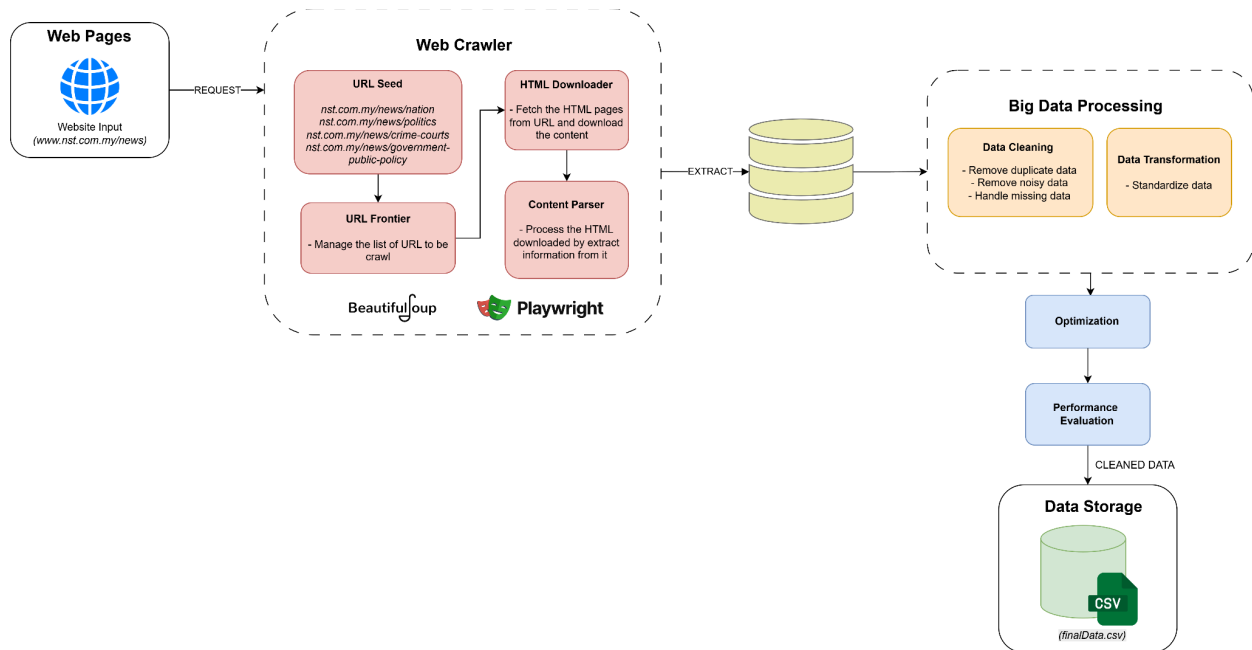 Web Pages
Website Input
(www.nst.com.my/news)
REQUEST
Web Crawler
URL Seed
nst.com.my/news/nation
nst.com.my/news/politics
nst.com.my/news/crime-courts
nst.com.my/news/government-
public-policy
URL Frontier
- Manage the list of URL to be
crawl
HTML Downloader
- Fetch the HTML pages
from URL and download
the content
Content Parser
- Process the HTML
downloaded by extract
information from it
BeautifulSoup
Playwright
EXTRACT
Big Data Processing
Data Cleaning
- Remove duplicate data
- Remove noisy data
- Handle missing data
Data Transformation
- Standardize data
Optimization
Performance
Evaluation
CLEANED DATA
Data Storage
CSV
(finalData.csv)